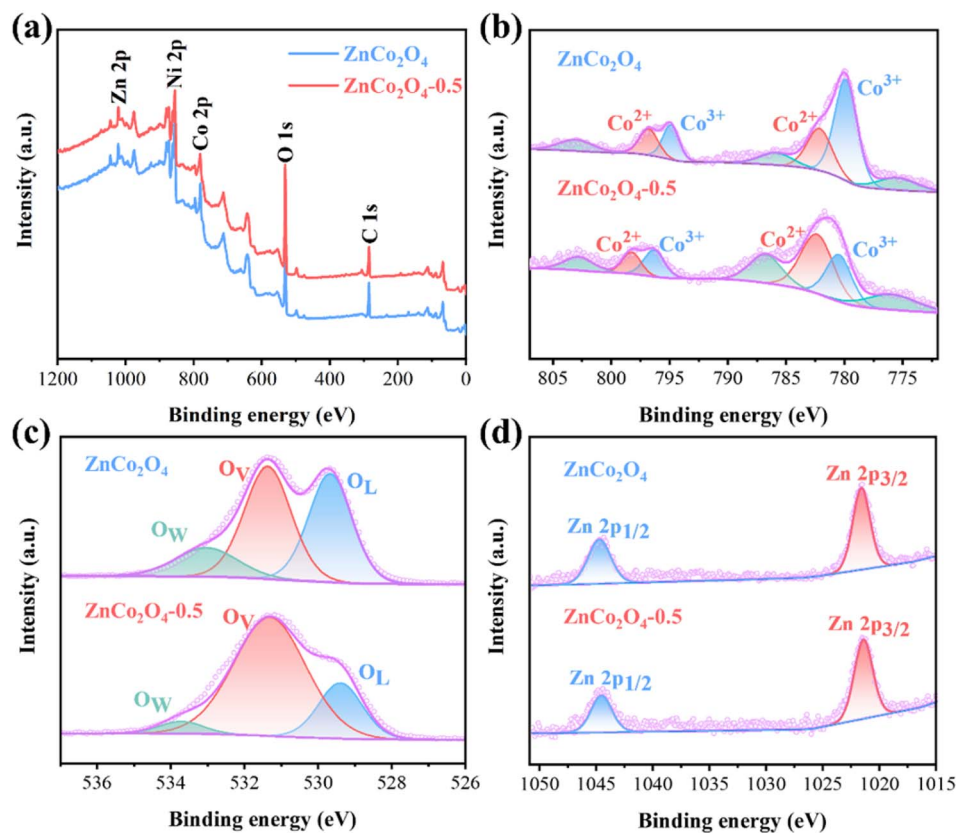 (a)
ZnCo2O4
ZnCo2O4-0.5
Zn 2p
Ni 2p
Co 2p
O 1s
C 1s
Intensity (a.u.)
1200 1000 800 600 400 200 0
Binding energy (eV)
(b)
ZnCo2O4
Co2+
Co3+
Co2+
Co3+
ZnCo2O4-0.5
Co2+
Co3+
Co2+
Co3+
Intensity (a.u.)
805 800 795 790 785 780 775
Binding energy (eV)
(c)
ZnCo2O4
OW
OV
OL
ZnCo2O4-0.5
OW
OV
OL
Intensity (a.u.)
536 534 532 530 528 526
Binding energy (eV)
(d)
ZnCo2O4
Zn 2p1/2
Zn 2p3/2
ZnCo2O4-0.5
Zn 2p1/2
Zn 2p3/2
Intensity (a.u.)
1050 1045 1040 1035 1030 1025 1020 1015
Binding energy (eV)